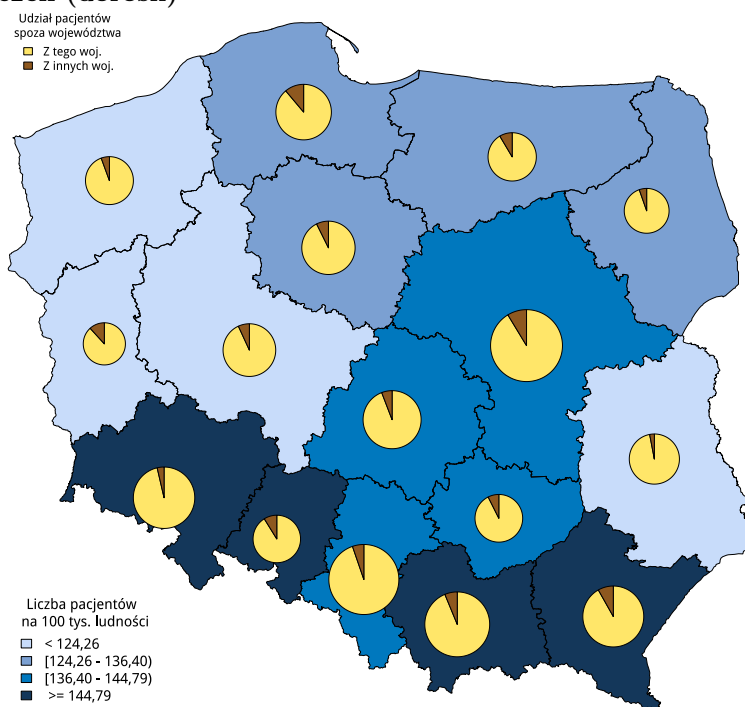 Udział pacjentów
spoza województwa
Z tego woj.
Z innych woj.
Liczba pacjentów
na 100 tys. ludności
< 124,26
[124,26 - 136,40)
[136,40 - 144,79)
>= 144,79